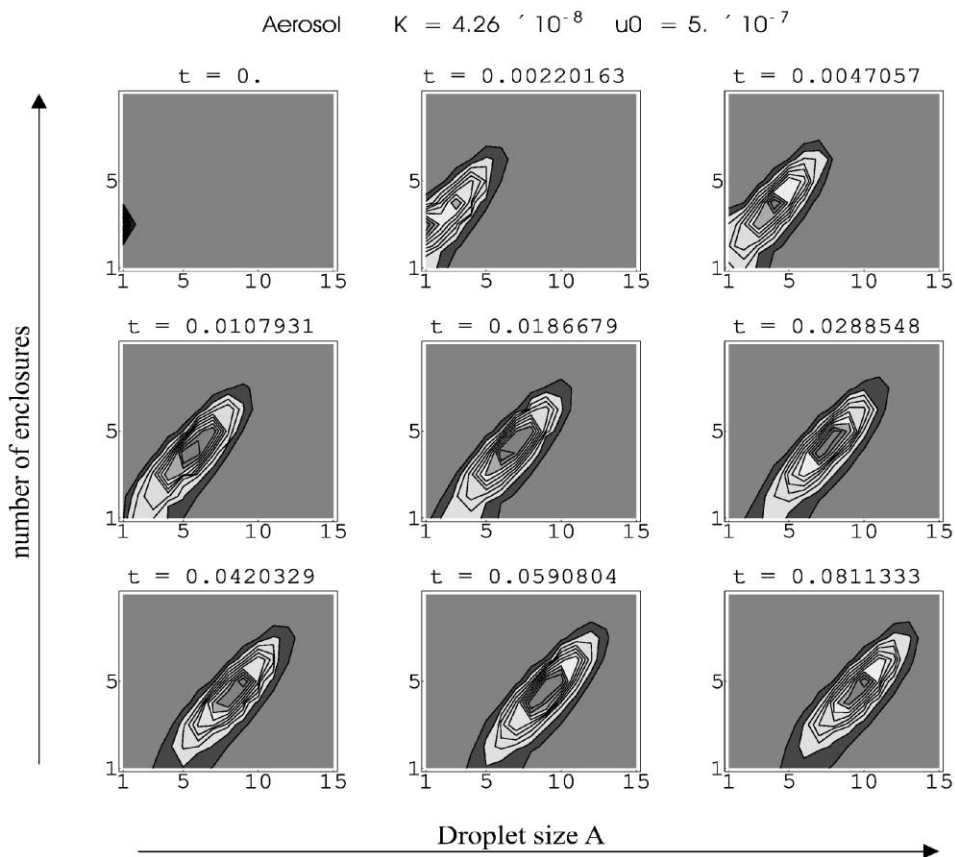 Aerosol K = 4.26 ´ 10⁻⁸ u0 = 5. ´ 10⁻⁷
t = 0.
t = 0.00220163
t = 0.0047057
5
1
1 5 10 15
5
1
1 5 10 15
5
1
1 5 10 15
t = 0.0107931
t = 0.0186679
t = 0.0288548
5
1
1 5 10 15
5
1
1 5 10 15
5
1
1 5 10 15
t = 0.0420329
t = 0.0590804
t = 0.0811333
5
1
1 5 10 15
5
1
1 5 10 15
5
1
1 5 10 15
number of enclosures
Droplet size A